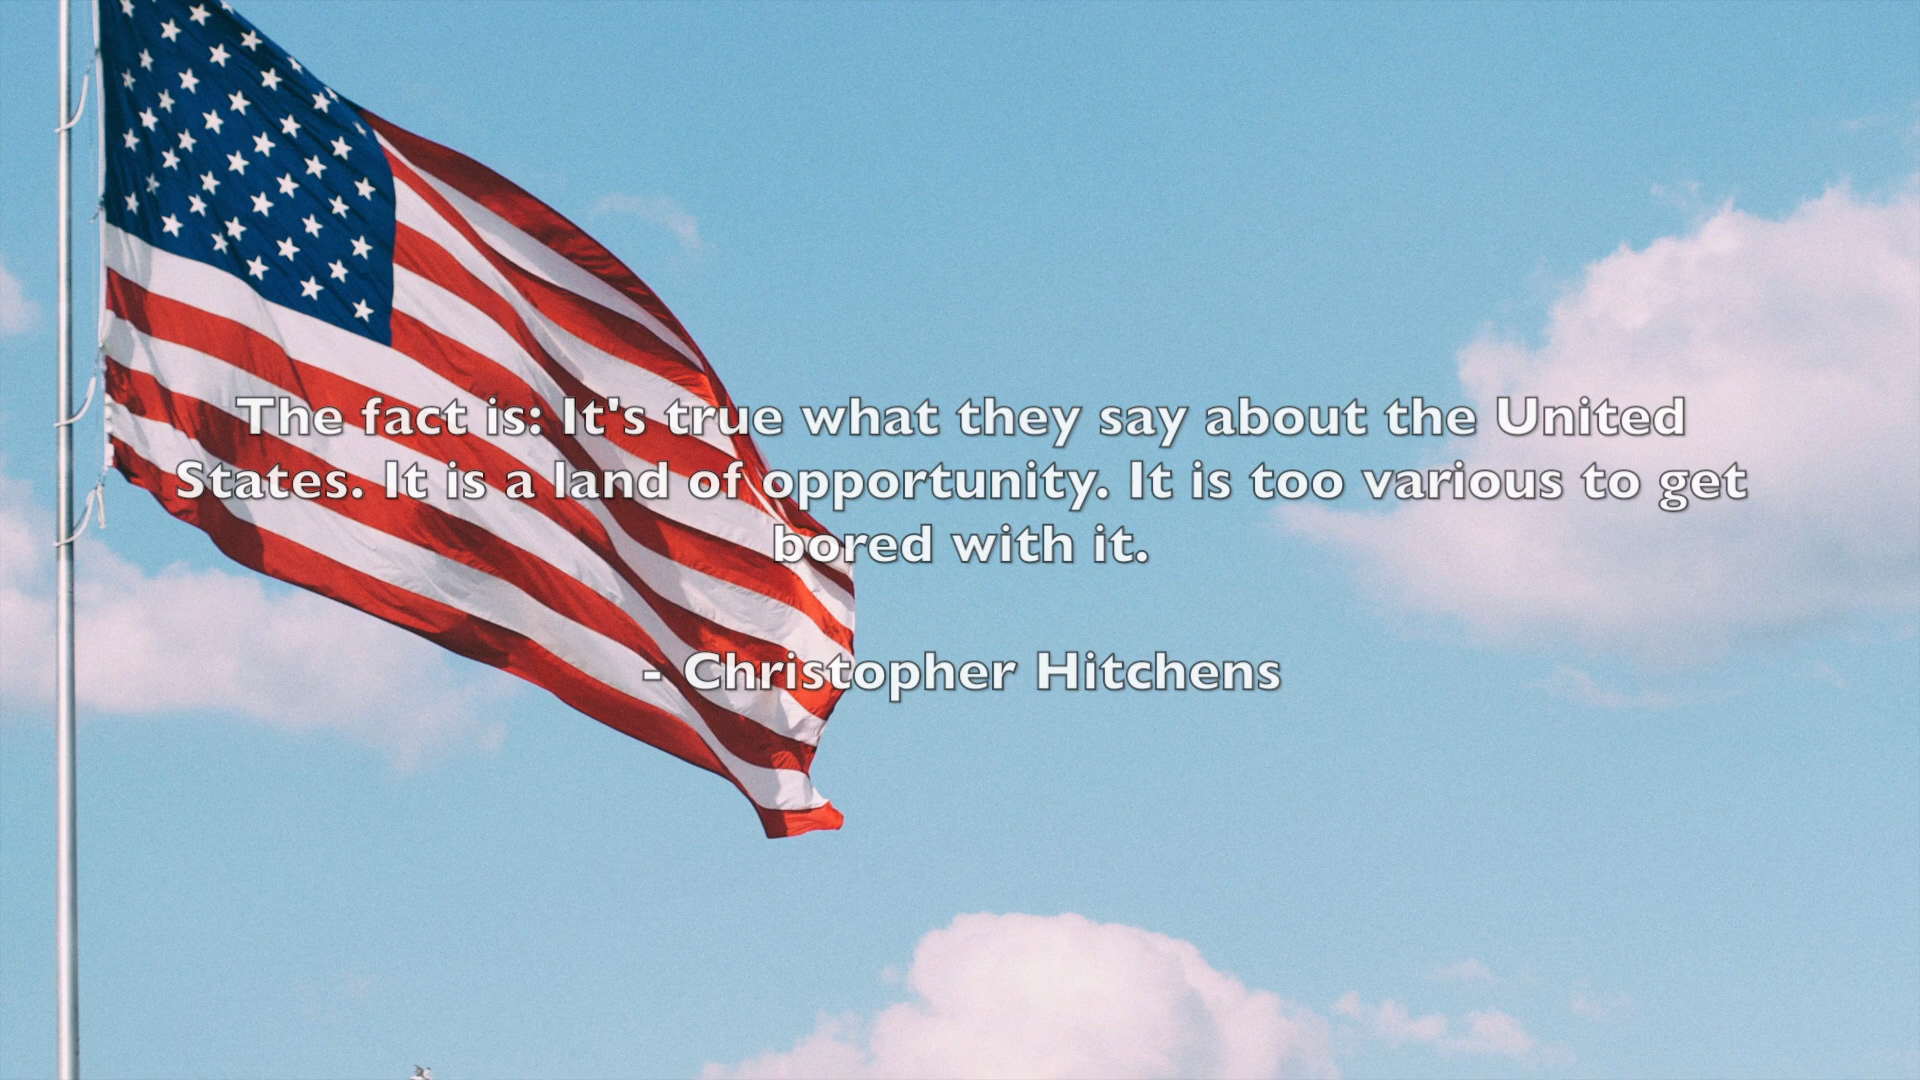 The fact is: It's true what they say about the United
States. It is a land of opportunity. It is too various to get
bored with it.
- Christopher Hitchens